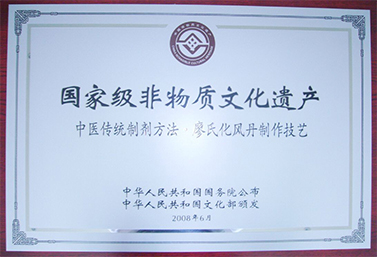 国家级非物质文化遗产
中医传统制剂方法·廖氏化风丹制作技艺
中华人民共和国国务院公布
中华人民共和国文化部颁发
2008年6月